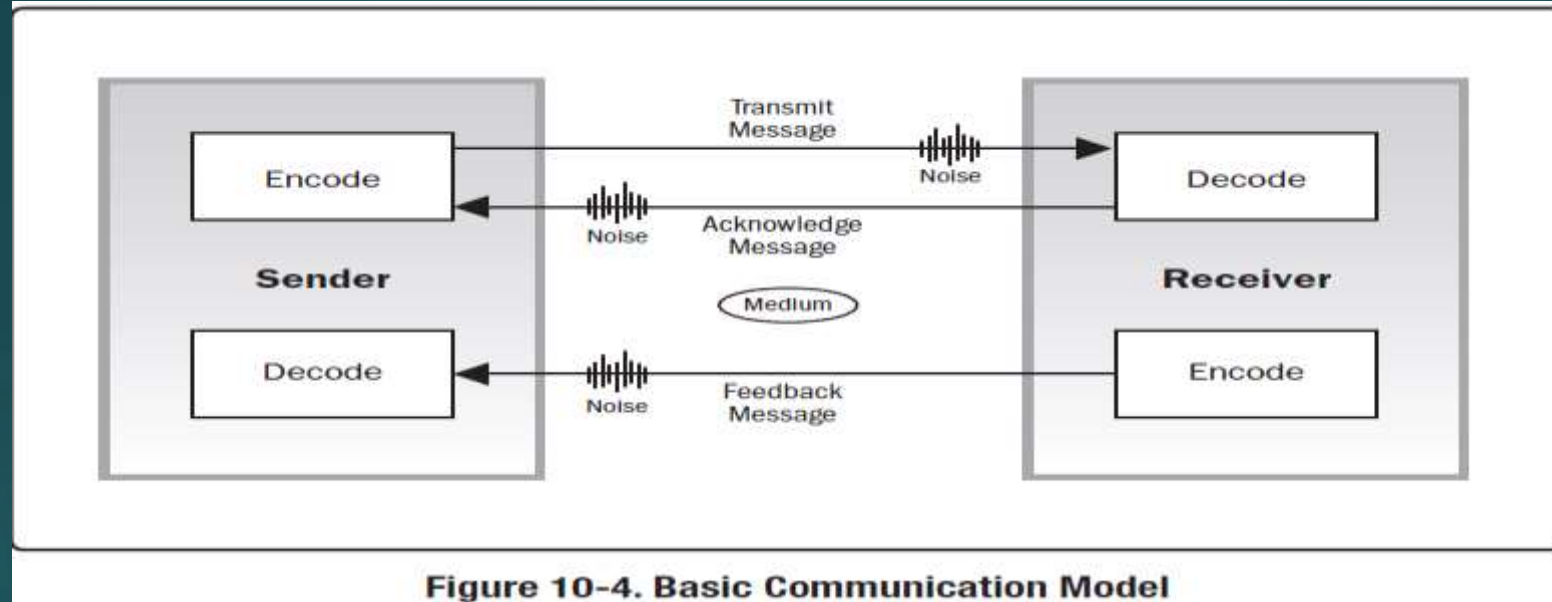 Transmit
Message
Encode
Noise
Decode
Noise
Acknowledge
Message
Sender
Medium
Receiver
Decode
Noise
Feedback
Message
Encode
Figure 10-4. Basic Communication Model